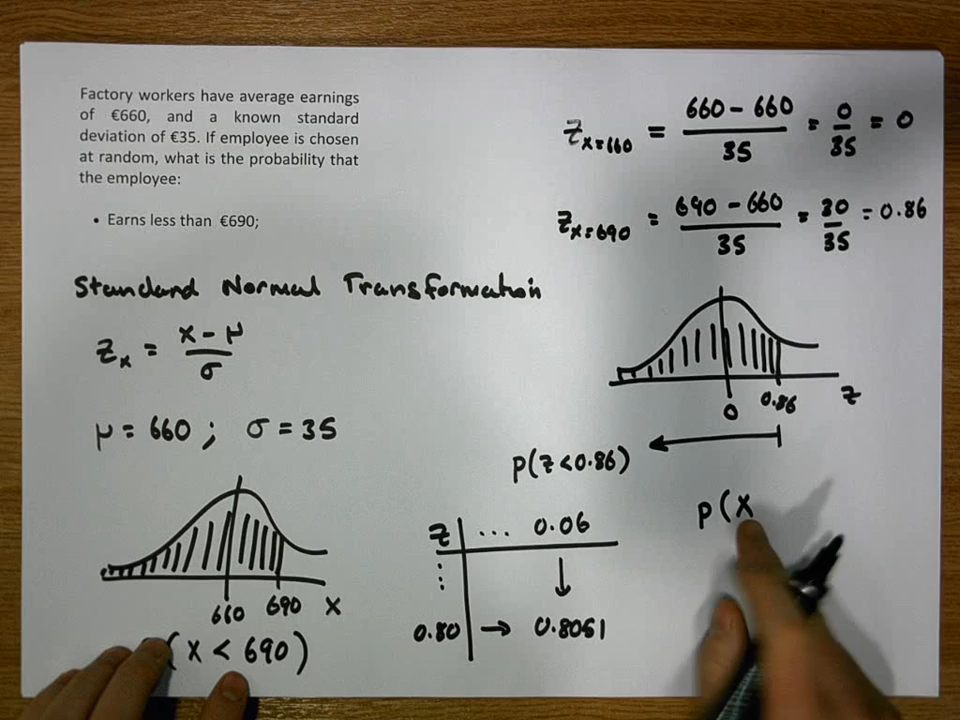 Factory workers have average earnings
of €660, and a known standard
deviation of €35. If employee is chosen
at random, what is the probability that
the employee:
• Earns less than €690;
Standard Normal Transformation
Zx = x - μ / σ
μ = 660 ; σ = 35
660 690 X
(X < 690)
Zx=660 = 660 - 660 / 35 = 0 / 35 = 0
Zx=690 = 690 - 660 / 35 = 30 / 35 = 0.86
0 0.86 Z
P(Z < 0.86)
Z ... 0.06
⋮ ↓
0.80 → 0.8051
P(X